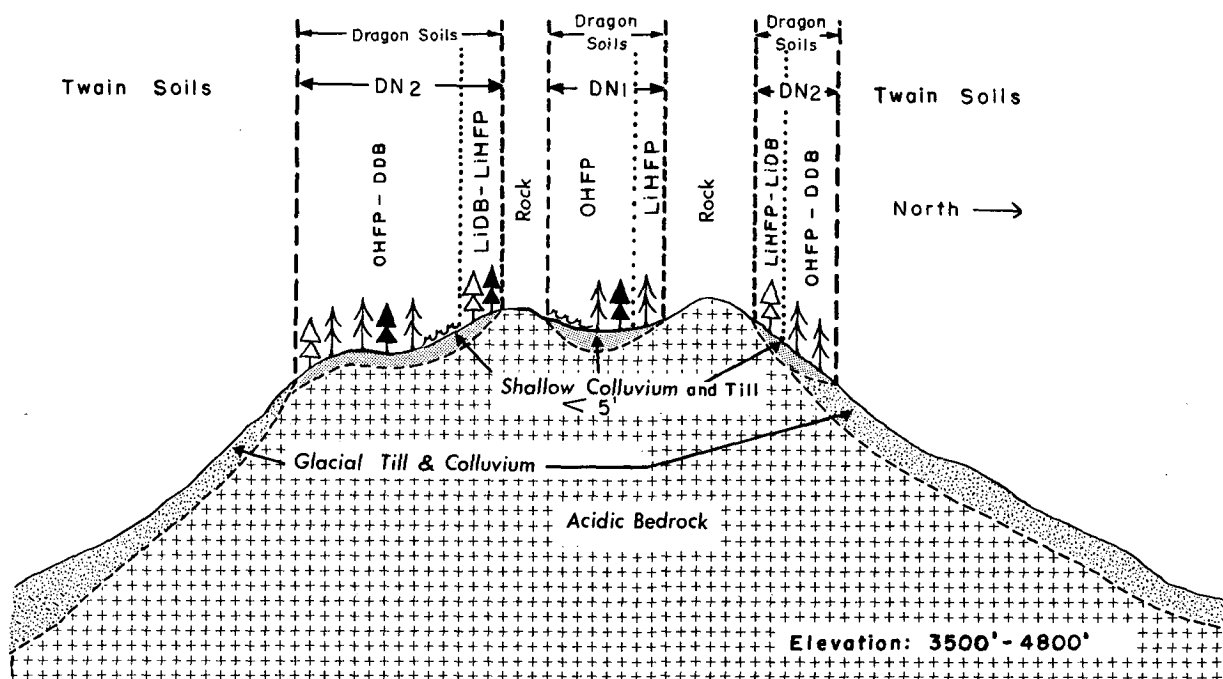 Dragon Soils
Dragon
Soils
Dragon
Soils
Twain Soils
DN2
DN1
DN2
Twain Soils
OHFP-DDB
LiDB-LiHFP
Rock
OHFP
LiHFP
Rock
LiHFP-LiDB
OHFP-DDB
North
Shallow Colluvium and Till
< 5'
Glacial Till & Colluvium
Acidic Bedrock
Elevation: 3500'-4800'